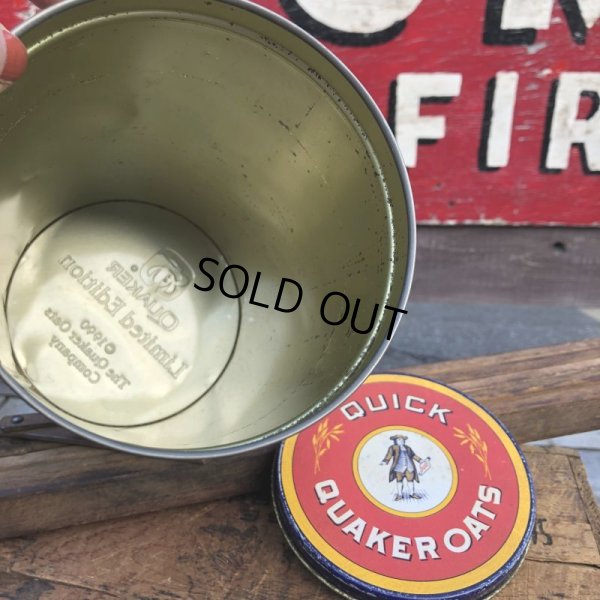 FIR
SOLD OUT
QUAKER®
Limited Edition
©1990
The Quaker Oats
Company
QUICK
QUAKER OATS